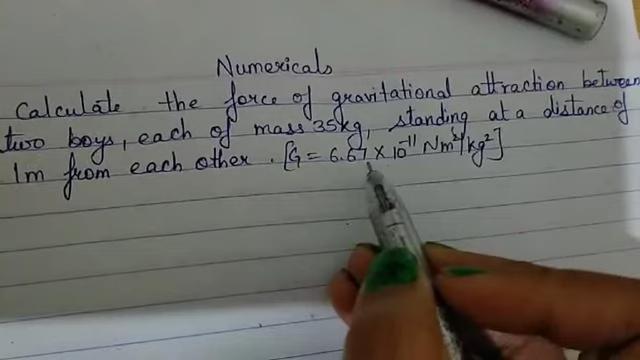 Numericals
Calculate the force of gravitational attraction between
two boys, each of mass 35kg, standing at a distance of
1m from each other. [G = 6.67 × 10⁻¹¹ Nm²/kg²]